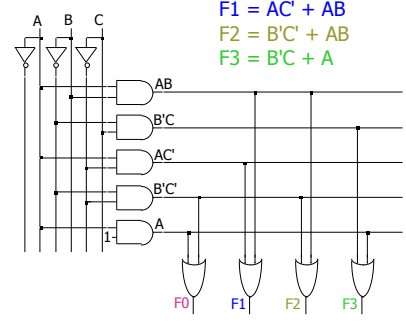 F1 = AC' + AB
F2 = B'C' + AB
F3 = B'C + A
A B C
AB
B'C
AC'
B'C'
A
1
F0 F1 F2 F3